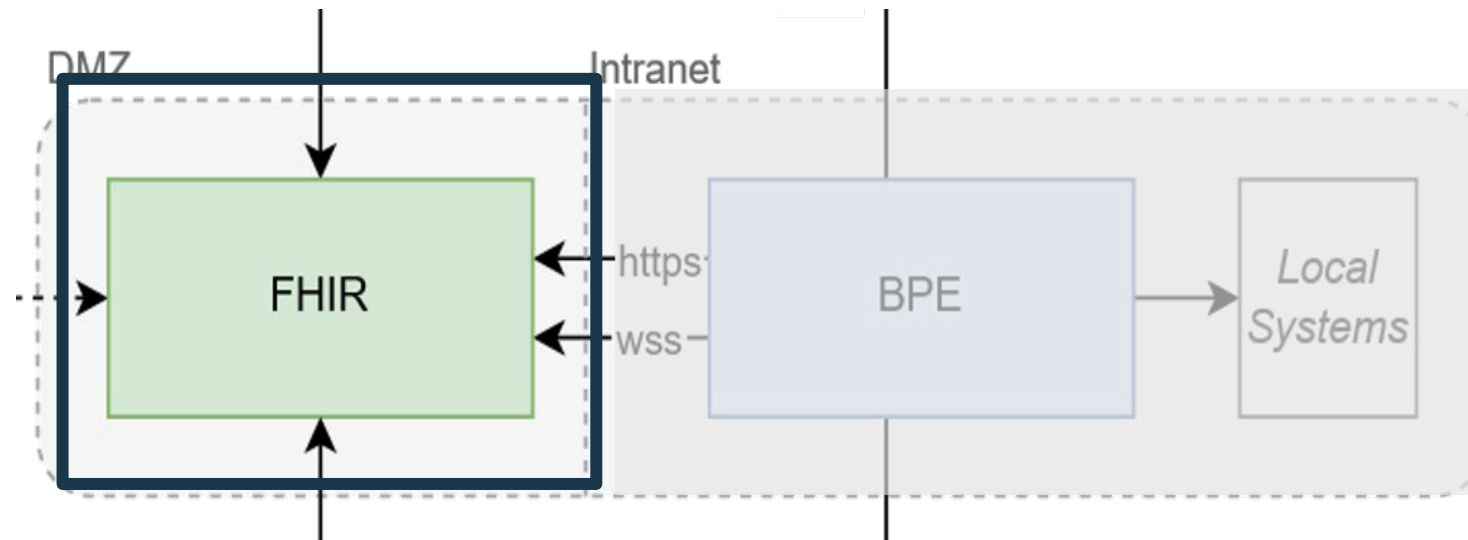 DMZ
Intranet
FHIR
https
wss
BPE
Local
Systems